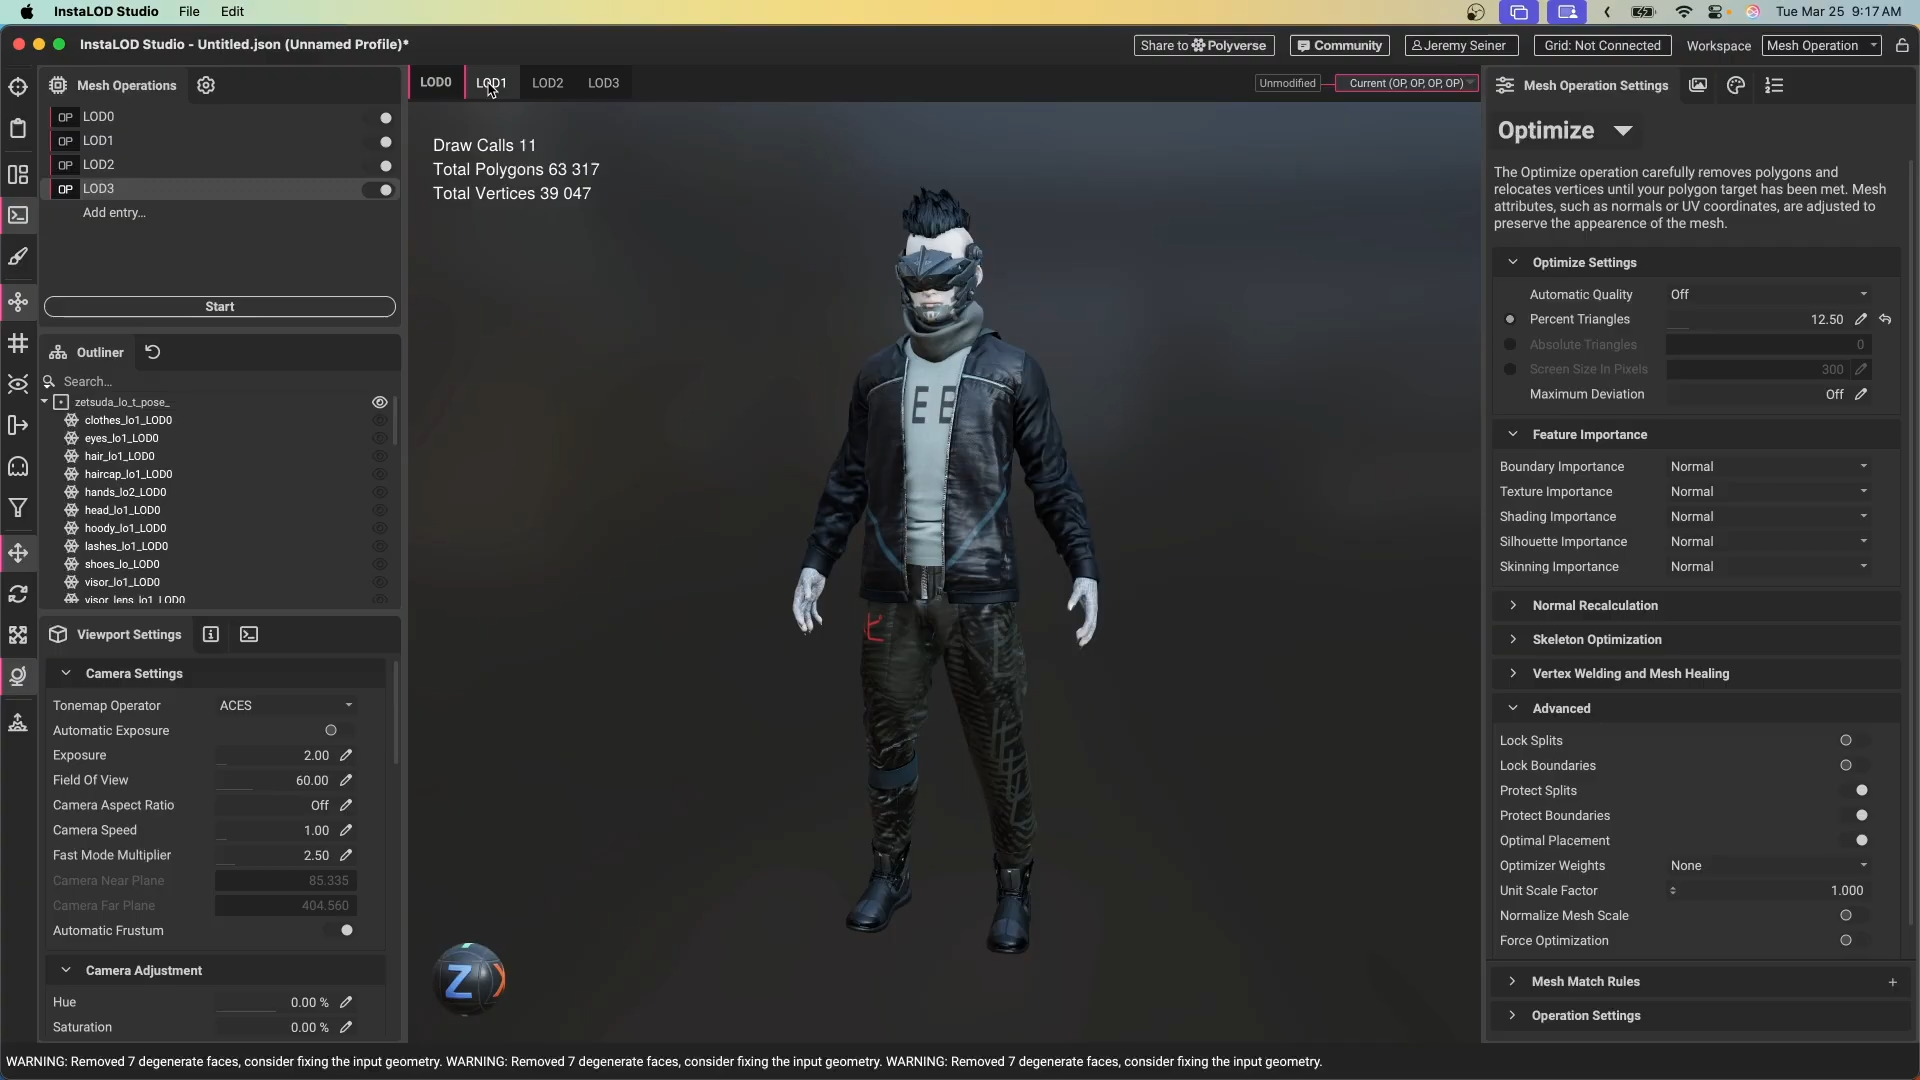 InstaLOD Studio File Edit Tue Mar 25 9:17 AM
InstaLOD Studio - Untitled.json (Unnamed Profile)* Share to Polyverse Community Jeremy Seiner Grid: Not Connected Workspace Mesh Operation
Mesh Operations
OP LOD0
OP LOD1
OP LOD2
OP LOD3
Add entry...
Start
Outliner
Search...
zetsuda_lo_t_pose_
clothes_lo1_LOD0
eyes_lo1_LOD0
hair_lo1_LOD0
haircap_lo1_LOD0
hands_lo2_LOD0
head_lo1_LOD0
hoody_lo1_LOD0
lashes_lo1_LOD0
shoes_lo_LOD0
visor_lo1_LOD0
visor_lens_lo1_LOD0
Viewport Settings
Camera Settings
Tonemap Operator ACES
Automatic Exposure
Exposure 2.00
Field Of View 60.00
Camera Aspect Ratio Off
Camera Speed 1.00
Fast Mode Multiplier 2.50
Camera Near Plane 85.335
Camera Far Plane 404.560
Automatic Frustum
Camera Adjustment
Hue 0.00 %
Saturation 0.00 %
LOD0 LOD1 LOD2 LOD3 Unmodified Current (OP, OP, OP, OP)
Draw Calls 11
Total Polygons 63 317
Total Vertices 39 047
Z
Mesh Operation Settings
Optimize
The Optimize operation carefully removes polygons and
relocates vertices until your polygon target has been met. Mesh
attributes, such as normals or UV coordinates, are adjusted to
preserve the appearence of the mesh.
Optimize Settings
Automatic Quality Off
Percent Triangles 12.50
Absolute Triangles 0
Screen Size In Pixels 300
Maximum Deviation Off
Feature Importance
Boundary Importance Normal
Texture Importance Normal
Shading Importance Normal
Silhouette Importance Normal
Skinning Importance Normal
Normal Recalculation
Skeleton Optimization
Vertex Welding and Mesh Healing
Advanced
Lock Splits
Lock Boundaries
Protect Splits
Protect Boundaries
Optimal Placement
Optimizer Weights None
Unit Scale Factor 1.000
Normalize Mesh Scale
Force Optimization
Mesh Match Rules +
Operation Settings
WARNING: Removed 7 degenerate faces, consider fixing the input geometry. WARNING: Removed 7 degenerate faces, consider fixing the input geometry. WARNING: Removed 7 degenerate faces, consider fixing the input geometry.